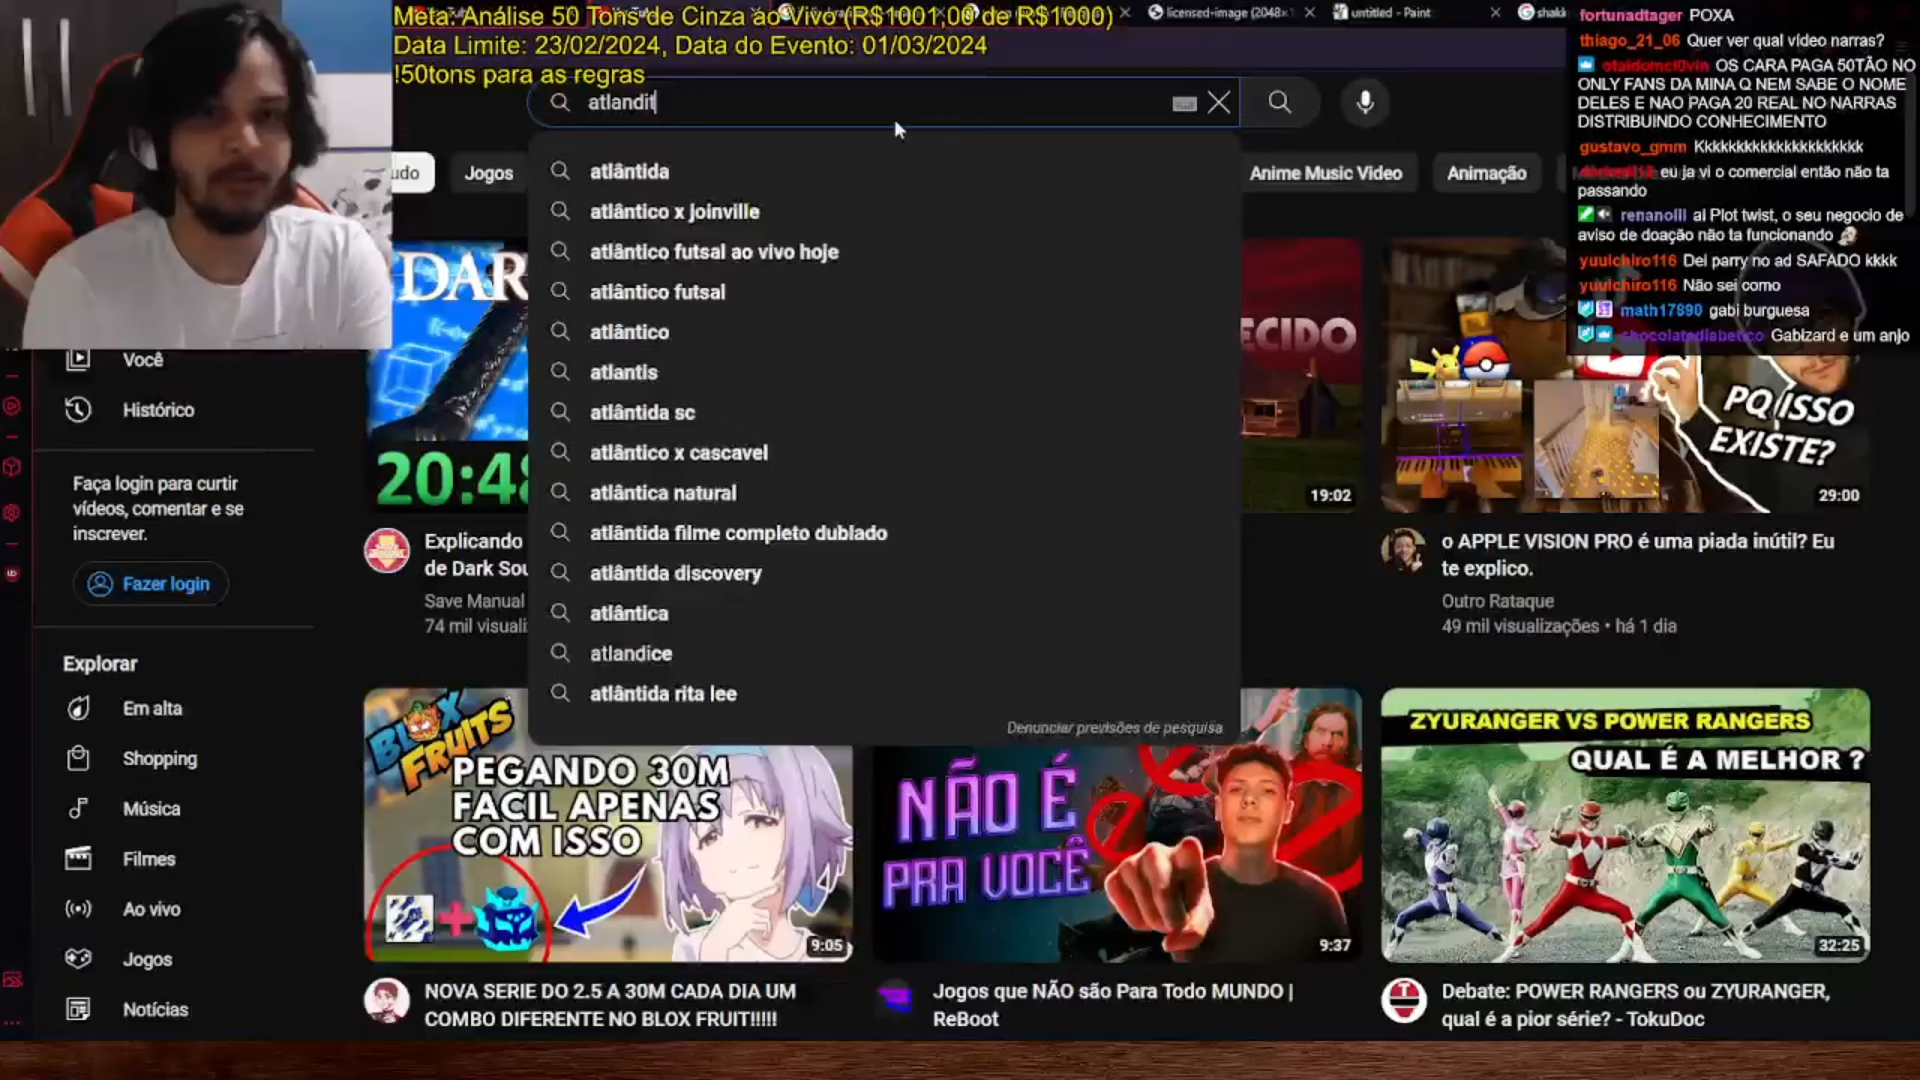 Meta: Análise 50 Tons de Cinza ao Vivo (R$1001,00 de R$1000)
Data Limite: 23/02/2024, Data do Evento: 01/03/2024
!50tons para as regras
licensed-image (2048×
untitled - Paint
atlandit
atlântida
atlântico x joinville
atlântico futsal ao vivo hoje
atlântico futsal
atlântico
atlantis
atlântida sc
atlântico x cascavel
atlântica natural
atlântida filme completo dublado
atlântida discovery
atlântica
atlandice
atlântida rita lee
Denunciar previsões de pesquisa
udo
Jogos
Anime Music Video
Animação
fortunadtager POXA
thiago_21_06 Quer ver qual vídeo narras?
OS CARA PAGA 50TÃO NO
ONLY FANS DA MINA Q NEM SABE O NOME
DELES E NAO PAGA 20 REAL NO NARRAS
DISTRIBUINDO CONHECIMENTO
gustavo_gmm Kkkkkkkkkkkkkkkkkkkk
eu ja vi o comercial então não ta
passando
renanolll aI Plot twist, o seu negocio de
aviso de doação não ta funcionando
yuuIchiro116 Dei parry no ad SAFADO kkkk
yuuIchiro116 Não sei como
math17890 gabi burguesa
chocolatediabetico Gabizard e um anjo
Você
Histórico
Faça login para curtir
vídeos, comentar e se
inscrever.
Fazer login
Explorar
Em alta
Shopping
Música
Filmes
Ao vivo
Jogos
Notícias
DAR
20:48
Explicando
de Dark Sou
Save Manual
74 mil visuali
ECIDO
19:02
PQ ISSO
EXISTE?
29:00
o APPLE VISION PRO é uma piada inútil? Eu
te explico.
Outro Rataque
49 mil visualizações • há 1 dia
BLOX
FRUITS
PEGANDO 30M
FACIL APENAS
COM ISSO
9:05
NOVA SERIE DO 2.5 A 30M CADA DIA UM
COMBO DIFERENTE NO BLOX FRUIT!!!!!
NÃO É
PRA VOCÊ
9:37
Jogos que NÃO são Para Todo MUNDO |
ReBoot
ZYURANGER VS POWER RANGERS
QUAL É A MELHOR ?
32:25
Debate: POWER RANGERS ou ZYURANGER,
qual é a pior série? - TokuDoc